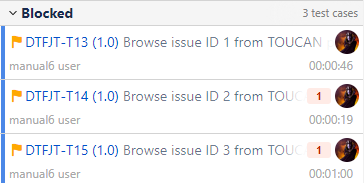 Blocked 3 test cases
DTFJT-T13 (1.0) Browse issue ID 1 from TOUCAN
manual6 user 00:00:46
DTFJT-T14 (1.0) Browse issue ID 2 from TOUC 1
manual6 user 00:00:19
DTFJT-T15 (1.0) Browse issue ID 3 from TOUC 1
manual6 user 00:01:00